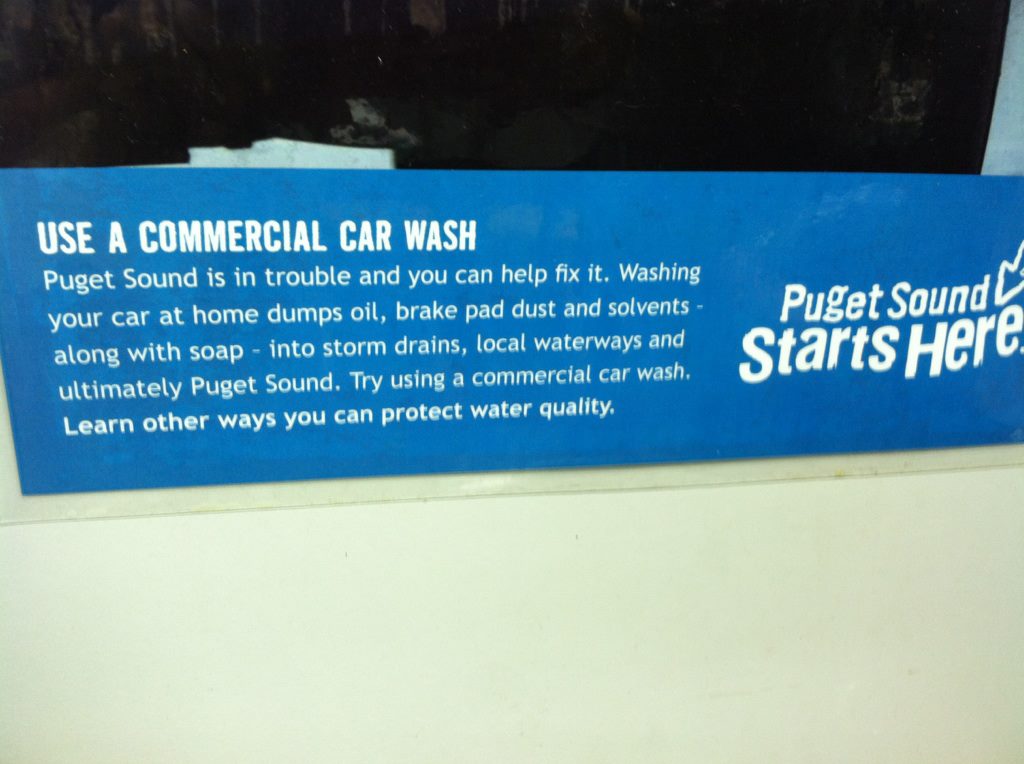 USE A COMMERCIAL CAR WASH
Puget Sound is in trouble and you can help fix it. Washing
your car at home dumps oil, brake pad dust and solvents -
along with soap - into storm drains, local waterways and
ultimately Puget Sound. Try using a commercial car wash.
Learn other ways you can protect water quality.
Puget Sound
Starts Here.